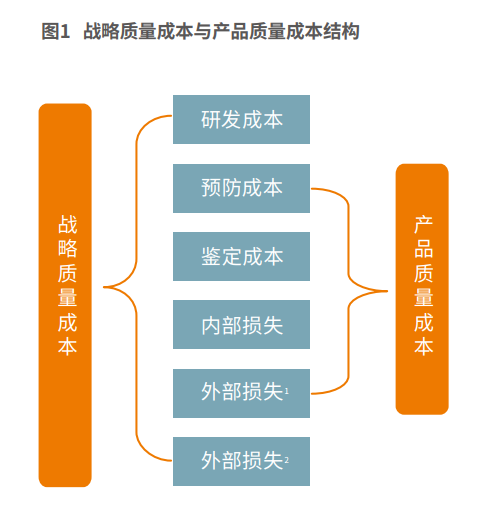 图1 战略质量成本与产品质量成本结构
战略质量成本
研发成本
预防成本
鉴定成本
内部损失
外部损失1
外部损失2
产品质量成本